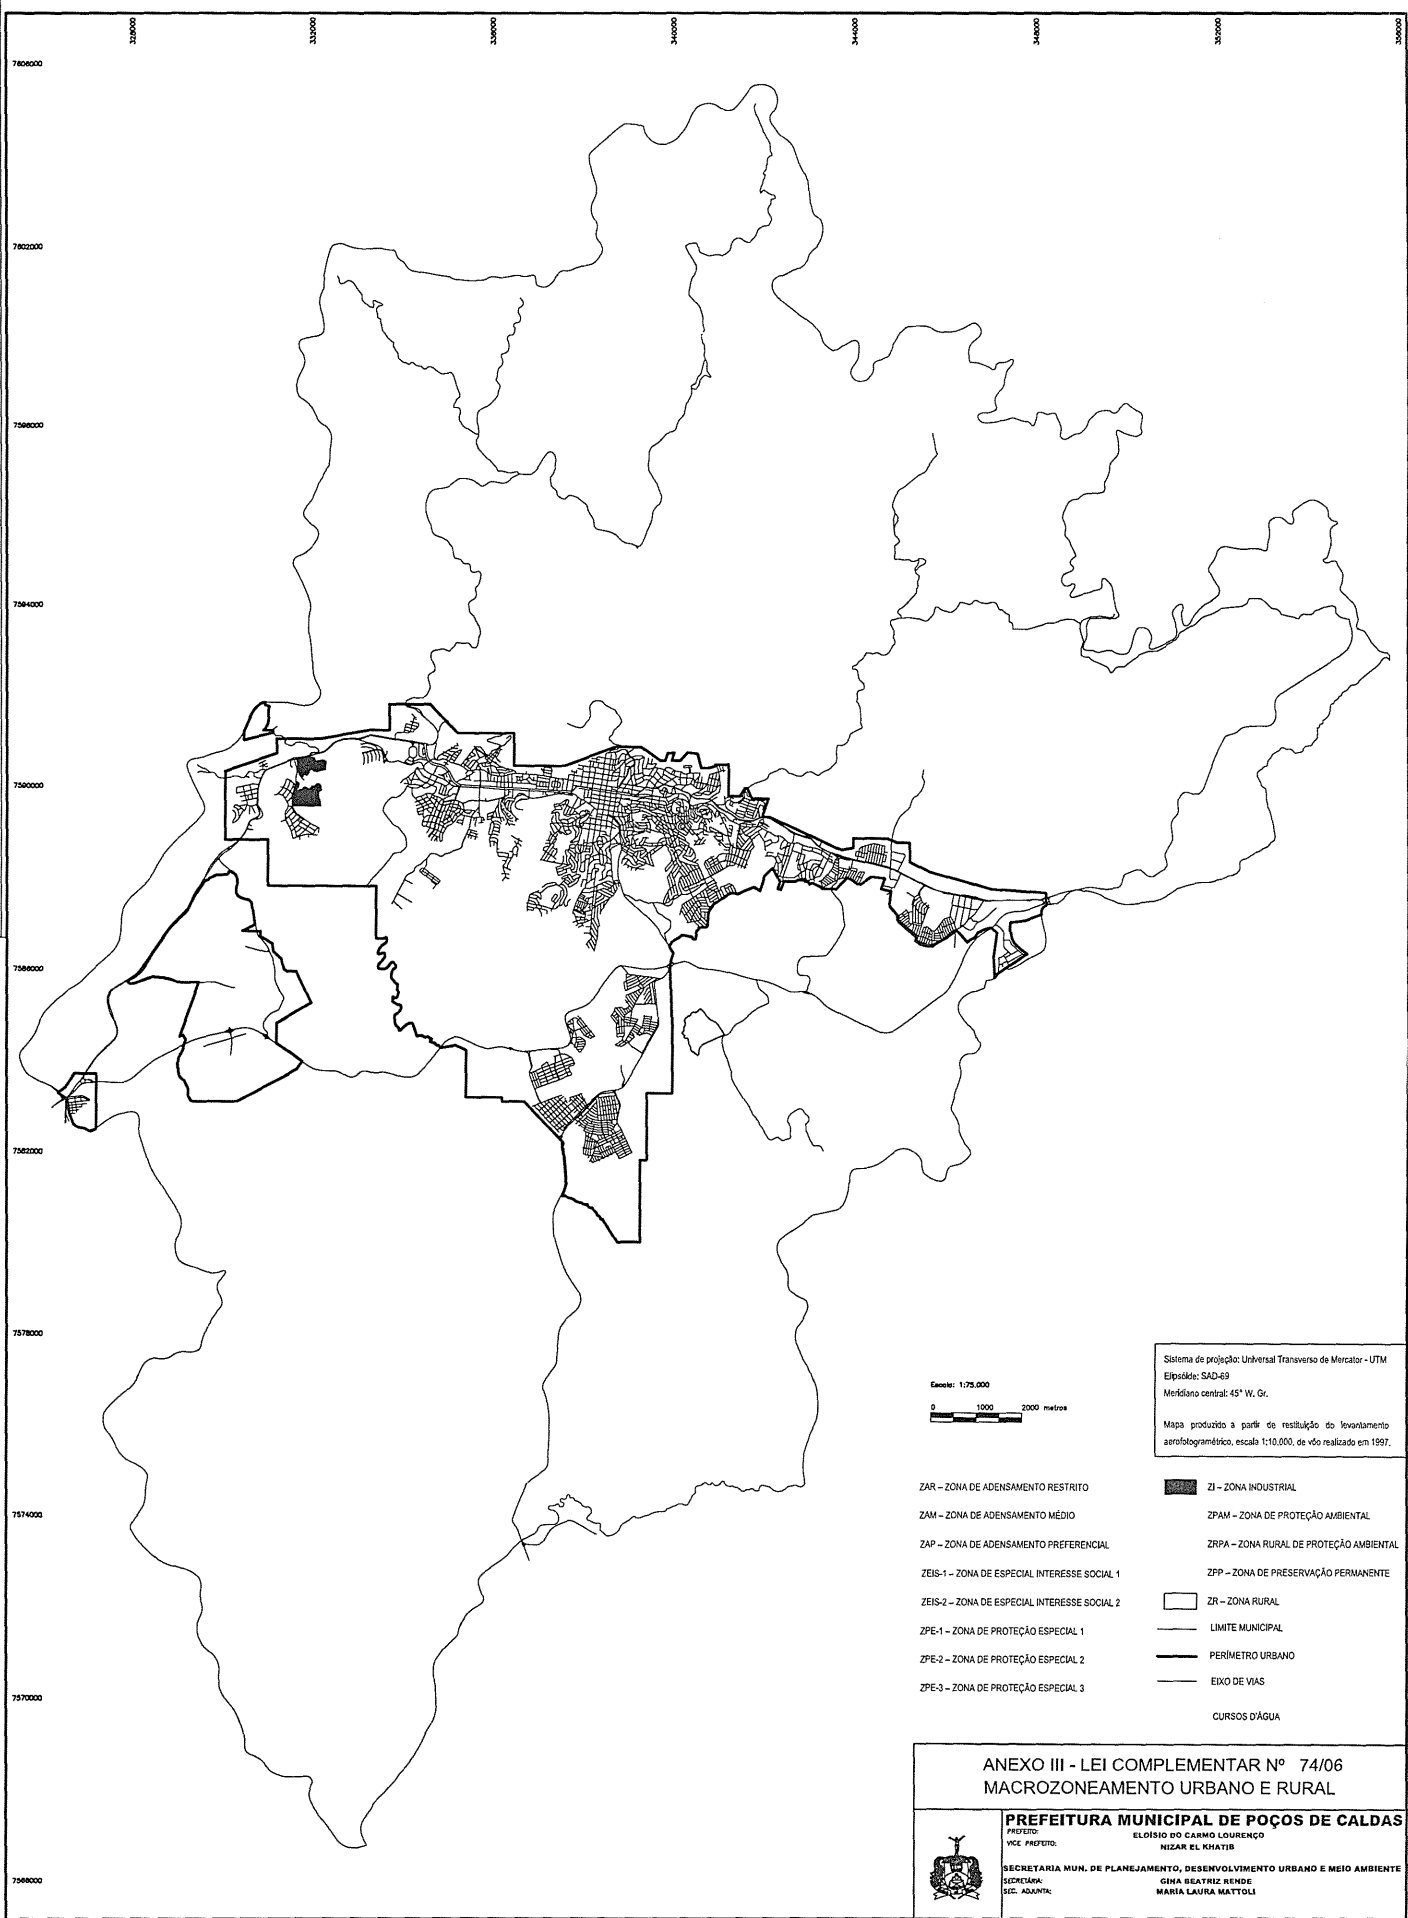 328000
332000
336000
340000
344000
348000
352000
356000
7606000
7602000
7598000
7594000
7590000
7586000
7582000
7578000
7574000
7570000
7566000
Escala: 1:75.000
0 1000 2000 metros
Sistema de projeção: Universal Transverso de Mercator - UTM
Elipsóide: SAD-69
Meridiano central: 45° W. Gr.
Mapa produzido a partir de restituição do levantamento
aerofotogramétrico, escala 1:10.000, de vôo realizado em 1997.
ZAR – ZONA DE ADENSAMENTO RESTRITO
ZAM – ZONA DE ADENSAMENTO MÉDIO
ZAP – ZONA DE ADENSAMENTO PREFERENCIAL
ZEIS-1 – ZONA DE ESPECIAL INTERESSE SOCIAL 1
ZEIS-2 – ZONA DE ESPECIAL INTERESSE SOCIAL 2
ZPE-1 – ZONA DE PROTEÇÃO ESPECIAL 1
ZPE-2 – ZONA DE PROTEÇÃO ESPECIAL 2
ZPE-3 – ZONA DE PROTEÇÃO ESPECIAL 3
ZI – ZONA INDUSTRIAL
ZPAM – ZONA DE PROTEÇÃO AMBIENTAL
ZRPA – ZONA RURAL DE PROTEÇÃO AMBIENTAL
ZPP – ZONA DE PRESERVAÇÃO PERMANENTE
ZR – ZONA RURAL
LIMITE MUNICIPAL
PERÍMETRO URBANO
EIXO DE VIAS
CURSOS D'ÁGUA
ANEXO III - LEI COMPLEMENTAR Nº 74/06
MACROZONEAMENTO URBANO E RURAL
PREFEITURA MUNICIPAL DE POÇOS DE CALDAS
PREFEITO: ELOÍSIO DO CARMO LOURENÇO
VICE PREFEITO: NIZAR EL KHATIB
SECRETARIA MUN. DE PLANEJAMENTO, DESENVOLVIMENTO URBANO E MEIO AMBIENTE
SECRETÁRIA: GINA BEATRIZ RENDE
SEC. ADJUNTA: MARIA LAURA MATTOLI